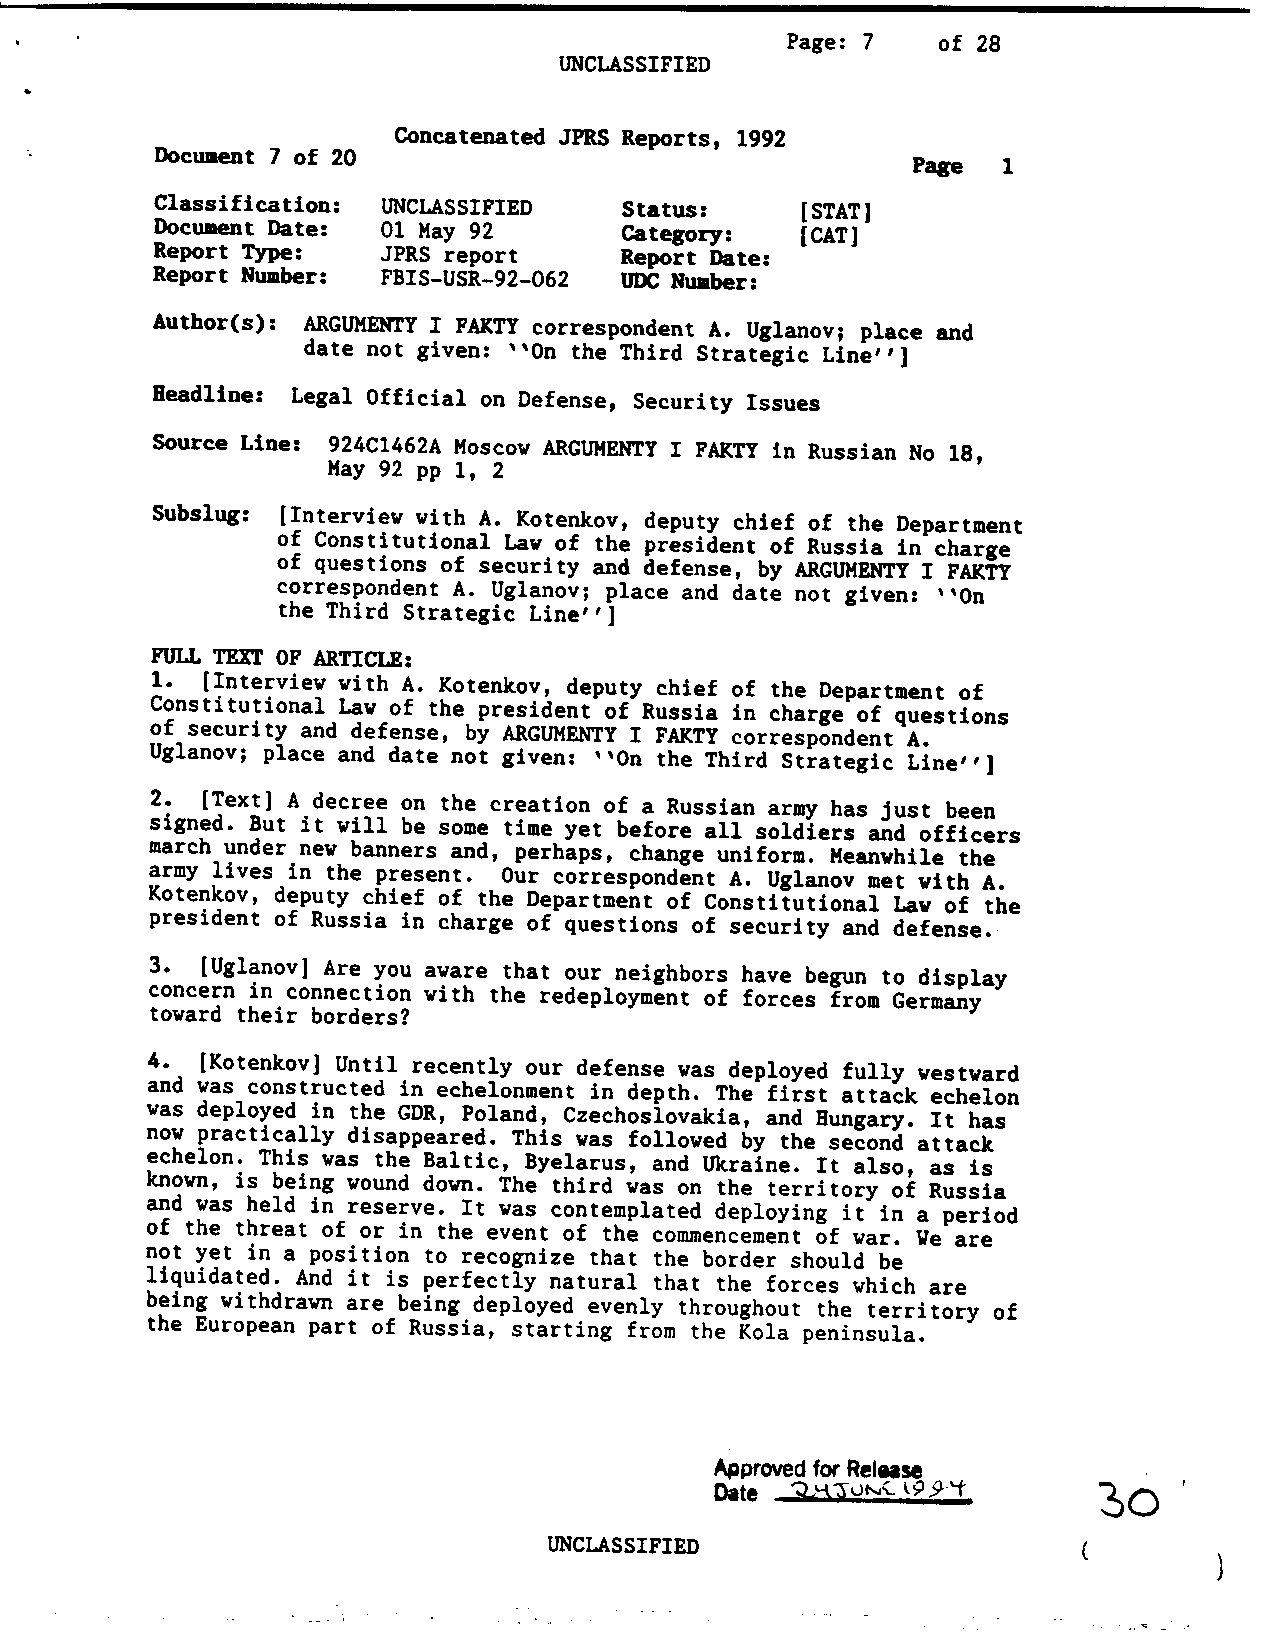 Page: 7 of 28
UNCLASSIFIED
Concatenated JPRS Reports, 1992
Document 7 of 20
Page 1
Classification: UNCLASSIFIED Status: [STAT]
Document Date: 01 May 92 Category: [CAT]
Report Type: JPRS report Report Date:
Report Number: FBIS-USR-92-062 UDC Number:
Author(s): ARGUMENTY I FAKTY correspondent A. Uglanov; place and
date not given: ``On the Third Strategic Line'']
Headline: Legal Official on Defense, Security Issues
Source Line: 924C1462A Moscow ARGUMENTY I FAKTY in Russian No 18,
May 92 pp 1, 2
Subslug: [Interview with A. Kotenkov, deputy chief of the Department
of Constitutional Law of the president of Russia in charge
of questions of security and defense, by ARGUMENTY I FAKTY
correspondent A. Uglanov; place and date not given: ``On
the Third Strategic Line'']
FULL TEXT OF ARTICLE:
1. [Interview with A. Kotenkov, deputy chief of the Department of
Constitutional Law of the president of Russia in charge of questions
of security and defense, by ARGUMENTY I FAKTY correspondent A.
Uglanov; place and date not given: ``On the Third Strategic Line'']
2. [Text] A decree on the creation of a Russian army has just been
signed. But it will be some time yet before all soldiers and officers
march under new banners and, perhaps, change uniform. Meanwhile the
army lives in the present. Our correspondent A. Uglanov met with A.
Kotenkov, deputy chief of the Department of Constitutional Law of the
president of Russia in charge of questions of security and defense.
3. [Uglanov] Are you aware that our neighbors have begun to display
concern in connection with the redeployment of forces from Germany
toward their borders?
4. [Kotenkov] Until recently our defense was deployed fully westward
and was constructed in echelonment in depth. The first attack echelon
was deployed in the GDR, Poland, Czechoslovakia, and Hungary. It has
now practically disappeared. This was followed by the second attack
echelon. This was the Baltic, Byelarus, and Ukraine. It also, as is
known, is being wound down. The third was on the territory of Russia
and was held in reserve. It was contemplated deploying it in a period
of the threat of or in the event of the commencement of war. We are
not yet in a position to recognize that the border should be
liquidated. And it is perfectly natural that the forces which are
being withdrawn are being deployed evenly throughout the territory of
the European part of Russia, starting from the Kola peninsula.
Approved for Release
Date 24 JUNE 1994
30
UNCLASSIFIED